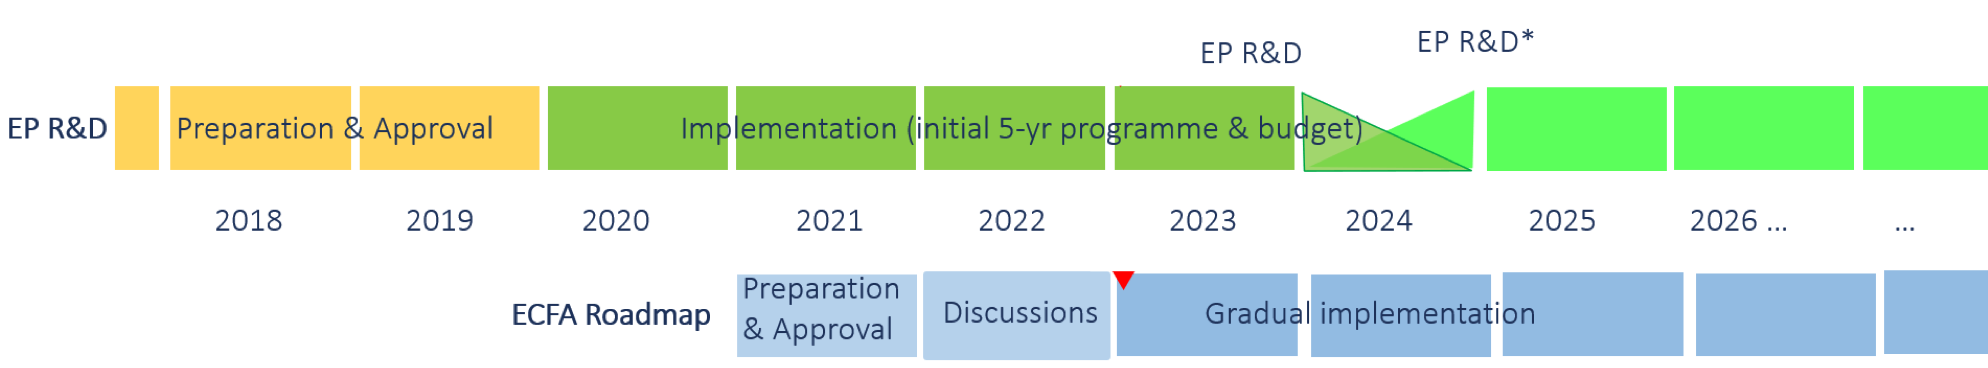 EP R&D
EP R&D*
EP R&D
Preparation & Approval
Implementation (initial 5-yr programme & budget)
2018
2019
2020
2021
2022
2023
2024
2025
2026 ...
...
ECFA Roadmap
Preparation
& Approval
Discussions
Gradual implementation